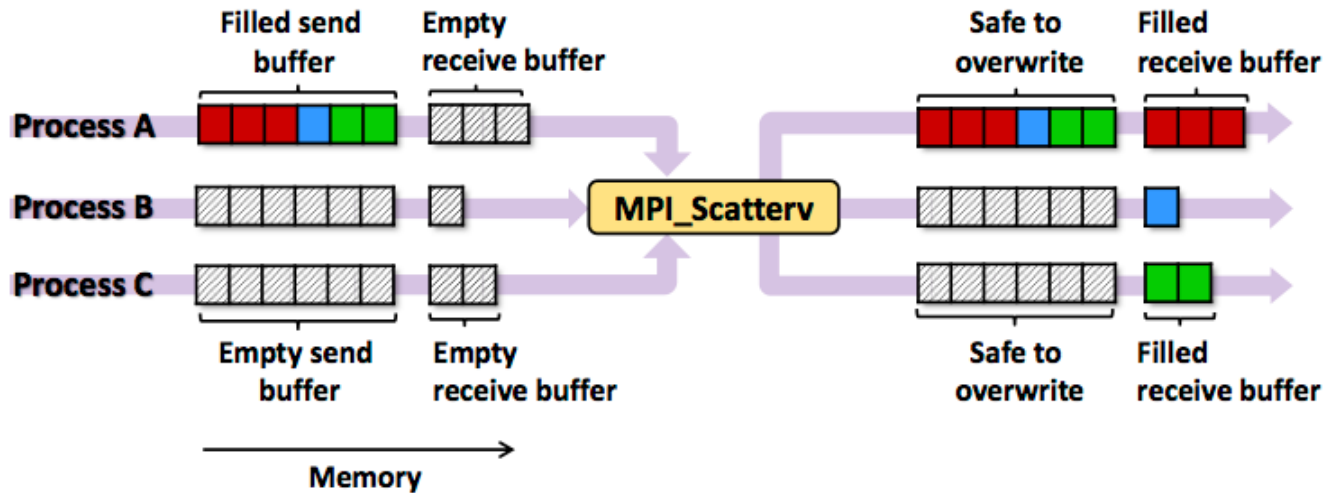 Filled send
buffer
Empty
receive buffer
Safe to
overwrite
Filled
receive buffer
Process A
Process B
MPI_Scatterv
Process C
Empty send
buffer
Empty
receive buffer
Safe to
overwrite
Filled
receive buffer
Memory